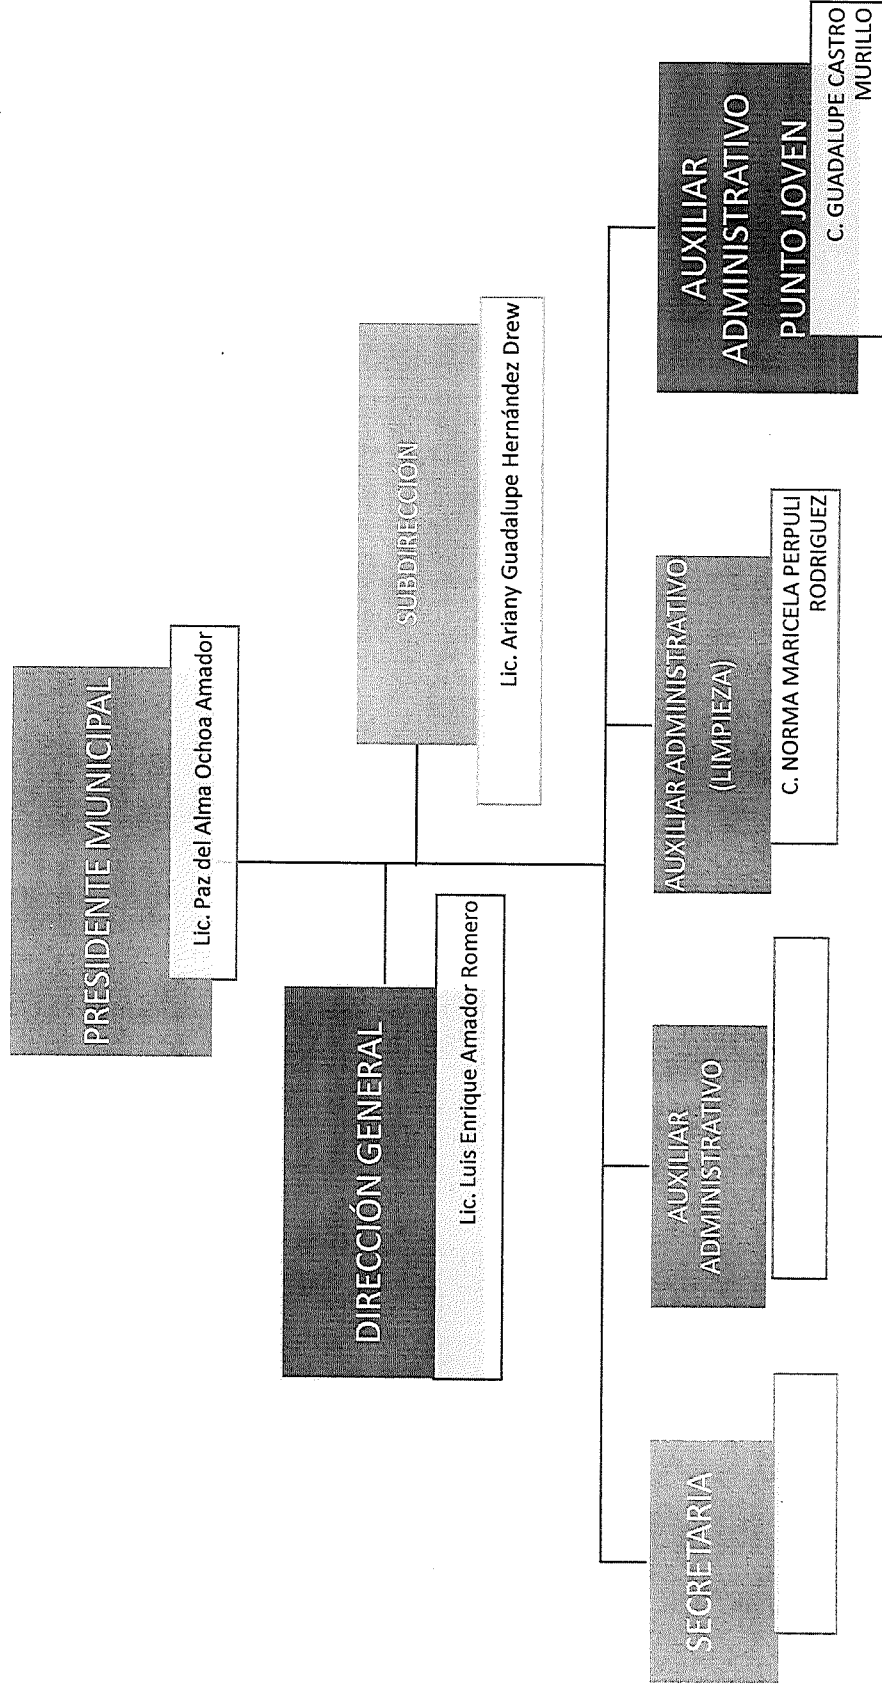 PRESIDENTE MUNICIPAL
Lic. Paz del Alma Ochoa Amador
DIRECCIÓN GENERAL
Lic. Luis Enrique Amador Romero
SUBDIRECCIÓN
Lic. Ariany Guadalupe Hernández Drew
SECRETARIA
AUXILIAR
ADMINISTRATIVO
AUXILIAR ADMINISTRATIVO
(LIMPIEZA)
C. NORMA MARICELA PERPULI
RODRIGUEZ
AUXILIAR
ADMINISTRATIVO
PUNTO JOVEN
C. GUADALUPE CASTRO
MURILLO